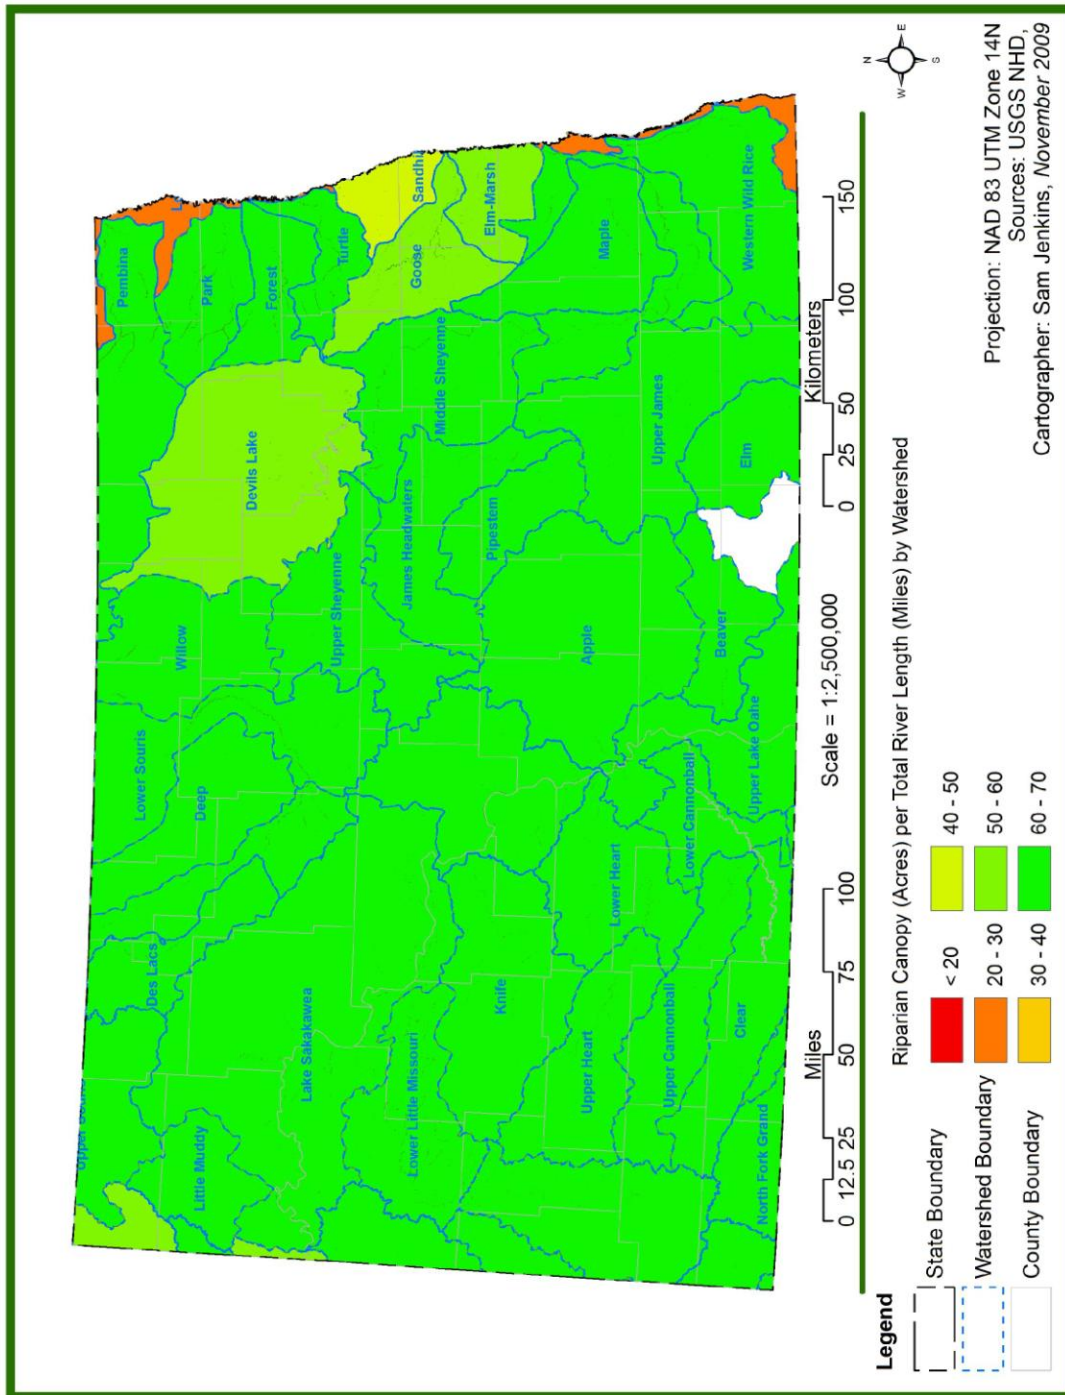 N
W
E
S
Pembina
Park
Forest
Turtle
Sandhi
Goose
Elm-Marsh
Maple
Western Wild Rice
Devils Lake
Middle Sheyenne
Upper James
Elm
Willow
Upper Sheyenne
James Headwaters
Pipestem
Apple
Beaver
Lower Souris
Deep
Upper Lake Oahe
Lower Cannonball
Lower Heart
Des Lacs
Lake Sakakawea
Knife
Lower Little Missouri
Upper Heart
Upper Cannonball
Clear
Little Muddy
North Fork Grand
Miles
0 12.5 25 50 75 100
Scale = 1:2,500,000
Kilometers
0 25 50 100 150
Legend
State Boundary
Watershed Boundary
County Boundary
Riparian Canopy (Acres) per Total River Length (Miles) by Watershed
< 20
20 - 30
30 - 40
40 - 50
50 - 60
60 - 70
Projection: NAD 83 UTM Zone 14N
Sources: USGS NHD,
Cartographer: Sam Jenkins, November 2009